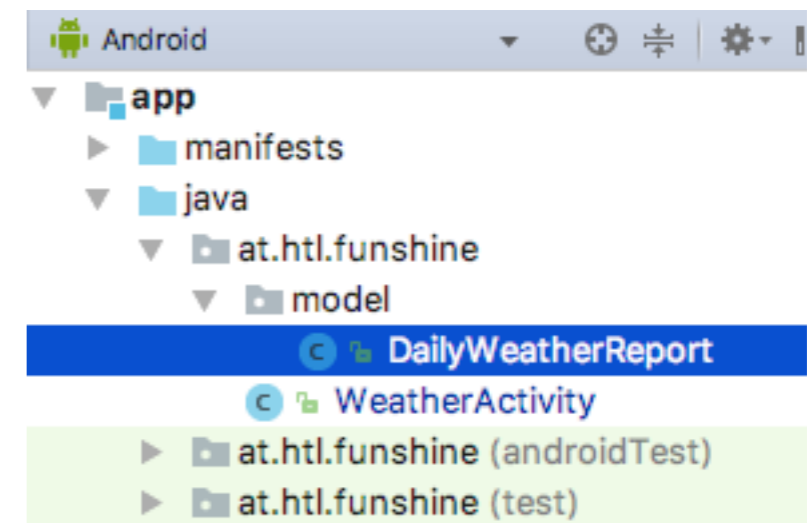 Android
app
manifests
java
at.htl.funshine
model
C DailyWeatherReport
C WeatherActivity
at.htl.funshine (androidTest)
at.htl.funshine (test)